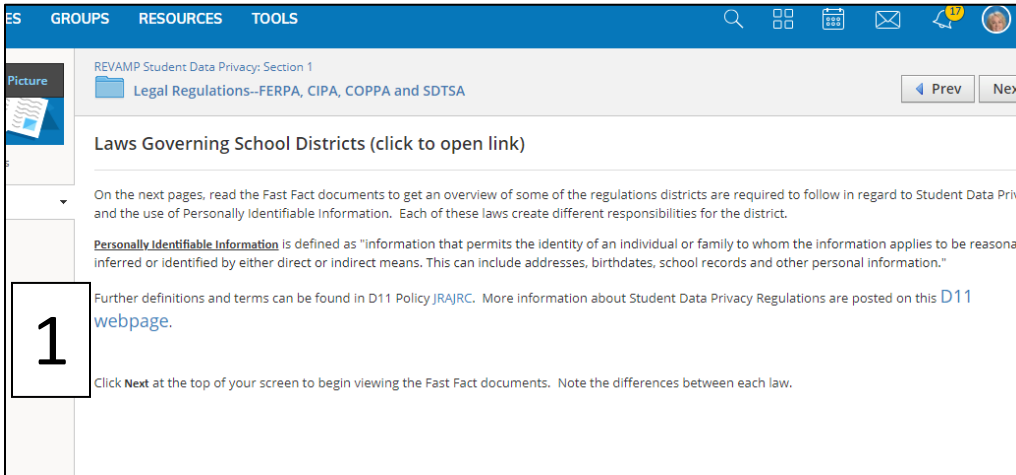 ES GROUPS RESOURCES TOOLS 17
REVAMP Student Data Privacy: Section 1
Picture
Legal Regulations--FERPA, CIPA, COPPA and SDTSA
Prev Nex
Laws Governing School Districts (click to open link)
s
On the next pages, read the Fast Fact documents to get an overview of some of the regulations districts are required to follow in regard to Student Data Priv
and the use of Personally Identifiable Information. Each of these laws create different responsibilities for the district.
Personally Identifiable Information is defined as "information that permits the identity of an individual or family to whom the information applies to be reasona
inferred or identified by either direct or indirect means. This can include addresses, birthdates, school records and other personal information."
Further definitions and terms can be found in D11 Policy JRAJRC. More information about Student Data Privacy Regulations are posted on this D11
webpage.
1
Click Next at the top of your screen to begin viewing the Fast Fact documents. Note the differences between each law.